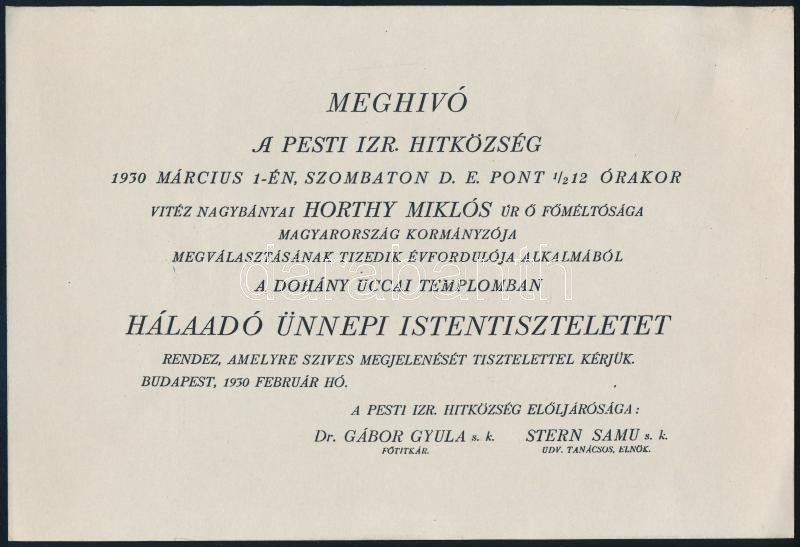 MEGHIVÓ
A PESTI IZR. HITKÖZSÉG
1930 MÁRCIUS 1-ÉN, SZOMBATON D. E. PONT 1/2 12 ÓRAKOR
VITÉZ NAGYBÁNYAI HORTHY MIKLÓS ÚR Ő FŐMÉLTÓSÁGA
MAGYARORSZÁG KORMÁNYZÓJA
MEGVÁLASZTÁSÁNAK TIZEDIK ÉVFORDULÓJA ALKALMÁBÓL
A DOHÁNY UCCAI TEMPLOMBAN
darabanth
HÁLAADÓ ÜNNEPI ISTENTISZTELETET
RENDEZ, AMELYRE SZIVES MEGJELENÉSÉT TISZTELETTEL KÉRJÜK.
BUDAPEST, 1930 FEBRUÁR HÓ.
A PESTI IZR. HITKÖZSÉG ELŐLJÁRÓSÁGA:
Dr. GÁBOR GYULA s. k. STERN SAMU s. k.
FŐTITKÁR. UDV. TANÁCSOS, ELNÖK.